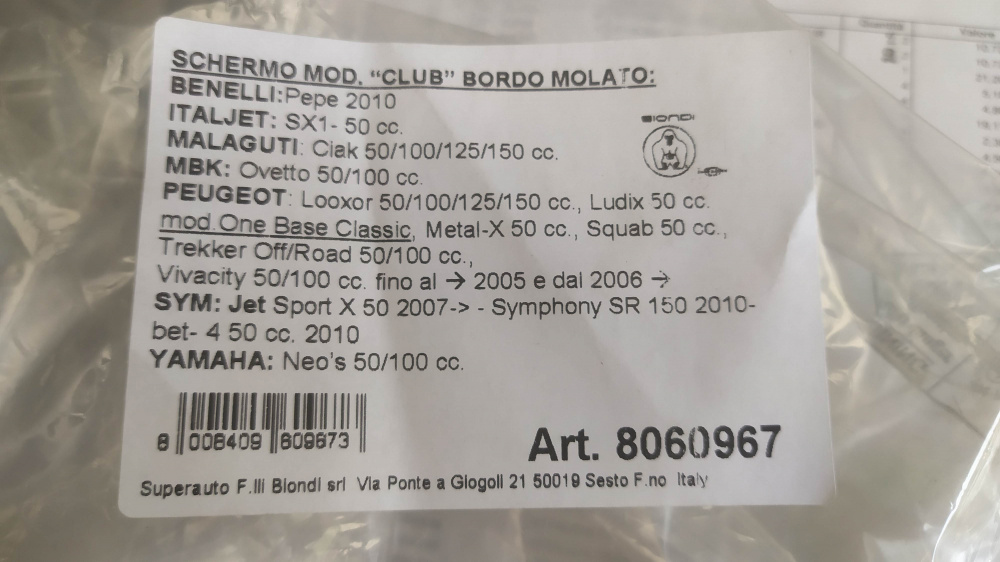 SCHERMO MOD. "CLUB" BORDO MOLATO:
BENELLI:Pepe 2010
ITALJET: SX1- 50 cc.
BIONDI
MALAGUTI: Ciak 50/100/125/150 cc.
MBK: Ovetto 50/100 cc.
PEUGEOT: Looxor 50/100/125/150 cc., Ludix 50 cc.
mod.One Base Classic, Metal-X 50 cc., Squab 50 cc.,
Trekker Off/Road 50/100 cc.,
Vivacity 50/100 cc. fino al → 2005 e dal 2006 →
SYM: Jet Sport X 50 2007-> - Symphony SR 150 2010-
bet- 4 50 cc. 2010
YAMAHA: Neo's 50/100 cc.
8 008409 609673
Art. 8060967
Superauto F.lli Biondi srl Via Ponte a Giogoli 21 50019 Sesto F.no Italy
Quantità
Valore